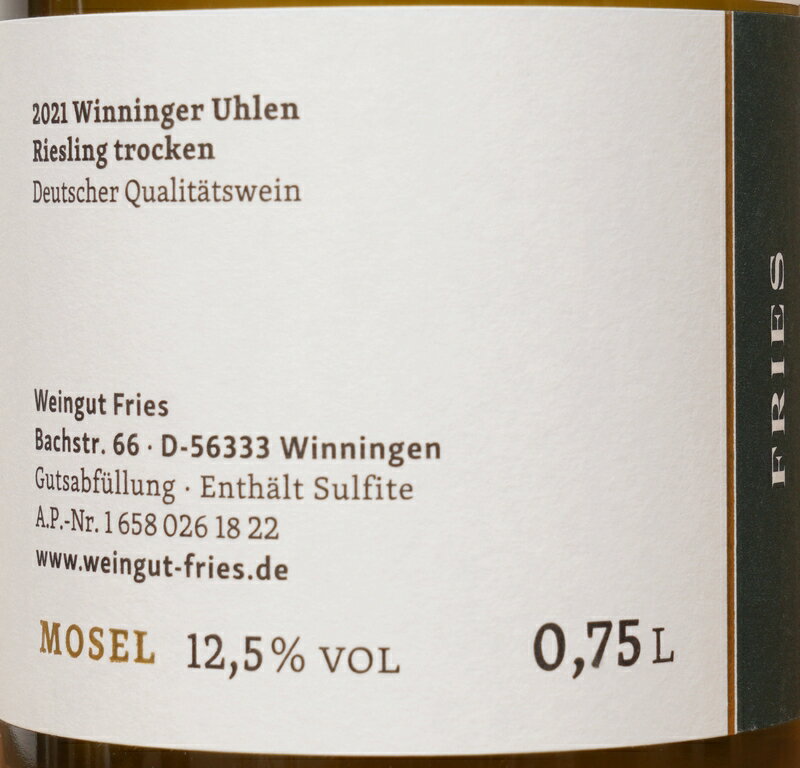 2021 Winninger Uhlen
Riesling trocken
Deutscher Qualitätswein
Weingut Fries
Bachstr. 66 · D-56333 Winningen
Gutsabfüllung · Enthält Sulfite
A.P.-Nr. 1 658 026 18 22
www.weingut-fries.de
MOSEL 12,5% VOL 0,75 L
FRIES